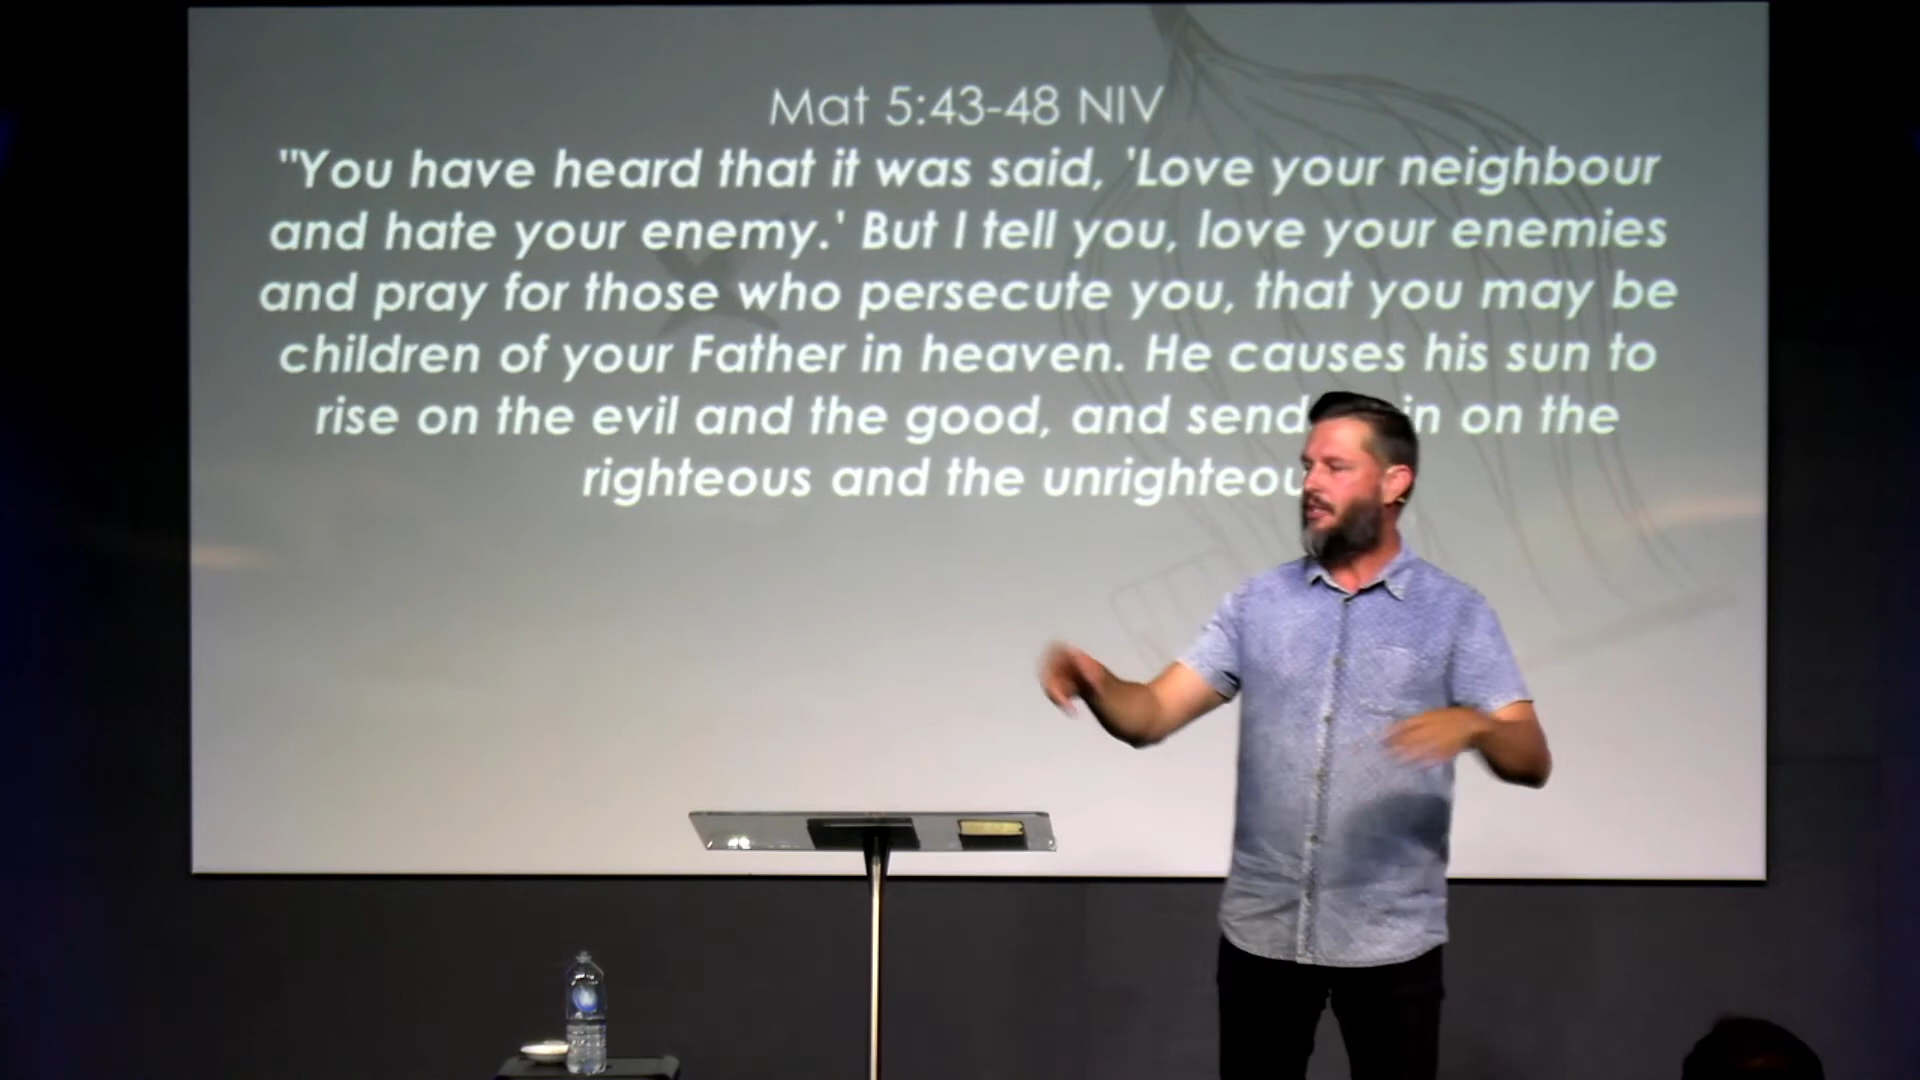 Mat 5:43-48 NIV
"You have heard that it was said, 'Love your neighbour
and hate your enemy.' But I tell you, love your enemies
and pray for those who persecute you, that you may be
children of your Father in heaven. He causes his sun to
rise on the evil and the good, and on the
righteous and the